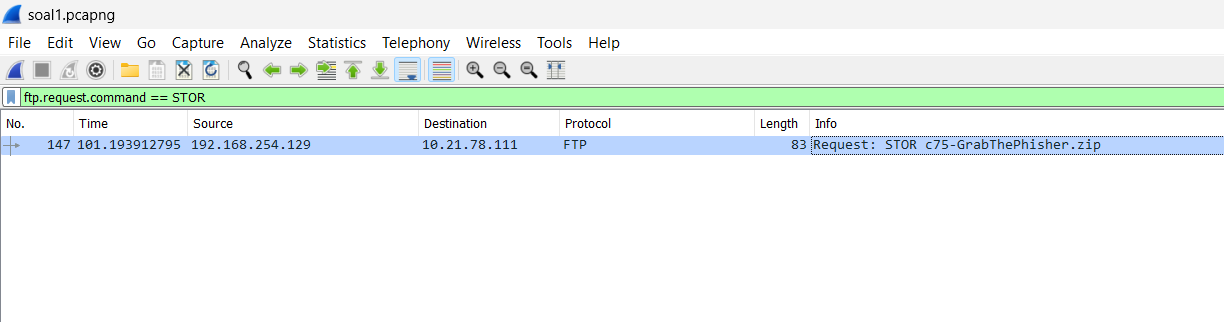 soal1.pcapng
File Edit View Go Capture Analyze Statistics Telephony Wireless Tools Help
ftp.request.command == STOR
No. Time Source Destination Protocol Length Info
147 101.193912795 192.168.254.129 10.21.78.111 FTP 83 Request: STOR c75-GrabThePhisher.zip